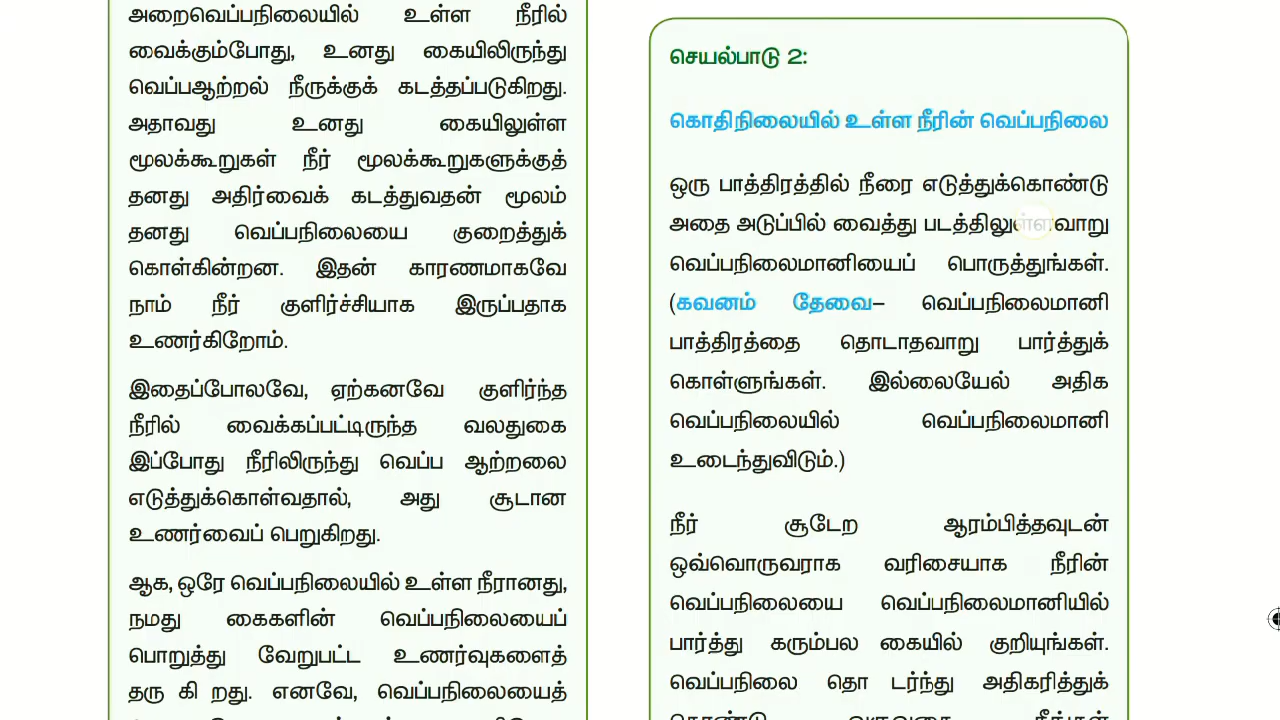 அறைவெப்பநிலையில் உள்ள நீரில்
வைக்கும்போது, உனது கையிலிருந்து
வெப்பஆற்றல் நீருக்குக் கடத்தப்படுகிறது.
அதாவது உனது கையிலுள்ள
மூலக்கூறுகள் நீர் மூலக்கூறுகளுக்குத்
தனது அதிர்வைக் கடத்துவதன் மூலம்
தனது வெப்பநிலையை குறைத்துக்
கொள்கின்றன. இதன் காரணமாகவே
நாம் நீர் குளிர்ச்சியாக இருப்பதாக
உணர்கிறோம்.
இதைப்போலவே, ஏற்கனவே குளிர்ந்த
நீரில் வைக்கப்பட்டிருந்த வலதுகை
இப்போது நீரிலிருந்து வெப்ப ஆற்றலை
எடுத்துக்கொள்வதால், அது சூடான
உணர்வைப் பெறுகிறது.
ஆக, ஒரே வெப்பநிலையில் உள்ள நீரானது,
நமது கைகளின் வெப்பநிலையைப்
பொறுத்து வேறுபட்ட உணர்வுகளைத்
தரு கி றது. எனவே, வெப்பநிலையைத்
செயல்பாடு 2:
கொதிநிலையில் உள்ள நீரின் வெப்பநிலை
ஒரு பாத்திரத்தில் நீரை எடுத்துக்கொண்டு
அதை அடுப்பில் வைத்து படத்திலுள்ளவாறு
வெப்பநிலைமானியைப் பொருத்துங்கள்.
(கவனம் தேவை– வெப்பநிலைமானி
பாத்திரத்தை தொடாதவாறு பார்த்துக்
கொள்ளுங்கள். இல்லையேல் அதிக
வெப்பநிலையில் வெப்பநிலைமானி
உடைந்துவிடும்.)
நீர் சூடேற ஆரம்பித்தவுடன்
ஒவ்வொருவராக வரிசையாக நீரின்
வெப்பநிலையை வெப்பநிலைமானியில்
பார்த்து கரும்பல கையில் குறியுங்கள்.
வெப்பநிலை தொ டர்ந்து அதிகரித்துக்